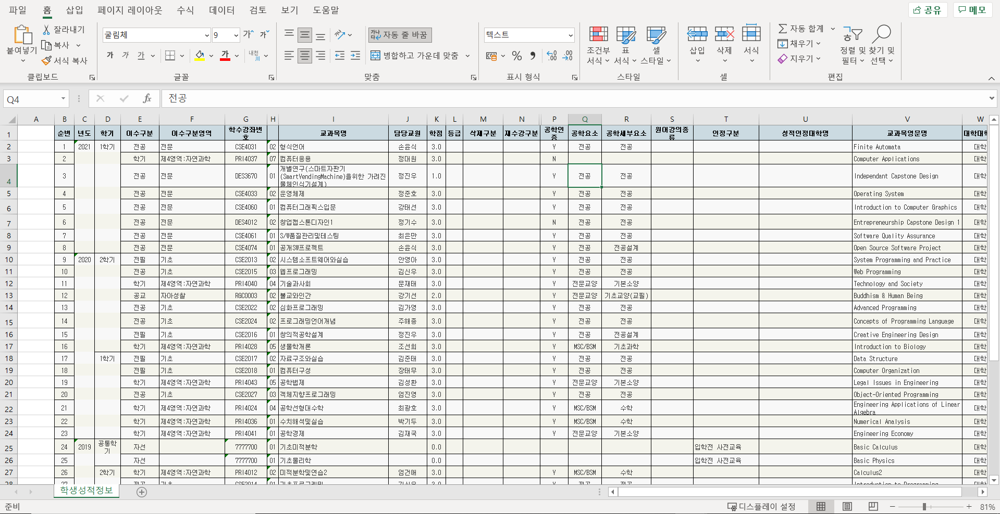 파일 홈 삽입 페이지 레이아웃 수식 데이터 검토 보기 도움말 공유 메모
붙여넣기 잘라내기 복사 서식 복사
굴림체 9
가 가 가 가
자동 줄 바꿈
병합하고 가운데 맞춤
텍스트
조건부 서식 표 서식 셀 스타일
삽입 삭제 서식
자동 합계 채우기 지우기
정렬 및 필터 찾기 및 선택
클립보드 글꼴 맞춤 표시 형식 스타일 셀 편집
Q4 fx 전공
A B C D E F G H I J K L M N P Q R S T U V W
1 순번 년도 학기 이수구분 이수구분영역 학수강좌번호 교과목명 담당교원 학점 등급 삭제구분 재수강구분 공학인증 공학요소 공학세부요소 원어강의종류 인정구분 성적인정대학명 교과목영문명 대학대학
2 1 2021 1학기 전공 전문 CSE4031 02 형식언어 손윤식 3.0 Y 전공 전공 Finite Automata 대학
3 2 학기 제4영역:자연과학 PRI4037 07 컴퓨터응용 정대원 3.0 N Computer Applications 대학
4 3 전공 전문 DES3670 01 개별연구(스마트자판기(SmartVendingMachine)을위한 가려진물체인식기설계) 정진우 1.0 Y 전공 전공 Independant Capstone Design 대학
5 4 전공 전문 CSE4033 02 운영체제 정준호 3.0 Y 전공 전공 Operating System 대학
6 5 전공 전문 CSE4060 01 컴퓨터그래픽스입문 강태선 3.0 Y 전공 전공 Introduction to Computer Graphics 대학
7 6 전공 전문 DES4012 02 창업캡스톤디자인1 정기수 3.0 N 전공 전공 Entrepreneurship Capstone Design 1 대학
8 7 전공 전문 CSE4061 01 S/W품질관리및테스팅 최은만 3.0 Y 전공 전공 Software Quality Assurance 대학
9 8 전공 전문 CSE4074 01 공개SW프로젝트 손윤식 3.0 Y 전공 전공설계 Open Source Software Project 대학
10 9 2020 2학기 전필 기초 CSE2013 02 시스템소프트웨어와실습 안영아 3.0 Y 전공 전공 System Programming and Practice 대학
11 10 전공 기초 CSE2015 03 웹프로그래밍 김신우 3.0 Y 전공 전공 Web Programming 대학
12 11 학기 제4영역:자연과학 PRI4040 04 기술과사회 문재태 3.0 Y 전문교양 기본소양 Technology and Society 대학
13 12 공교 자아성찰 RGC0003 02 불교와인간 강기선 2.0 Y 전문교양 기초교양(교필) Buddhism & Human Being 대학
14 13 전공 기초 CSE2022 02 심화프로그래밍 김가영 3.0 Y 전공 전공 Advanced Programming 대학
15 14 전공 기초 CSE2024 02 프로그래밍언어개념 주해종 3.0 Y 전공 전공 Concepts of Programming Language 대학
16 15 전필 기초 CSE2016 01 창의적공학설계 정진우 3.0 Y 전공 전공설계 Creative Engineering Design 대학
17 16 학기 제4영역:자연과학 PRI4028 05 생물학개론 조선희 3.0 Y MSC/BSM 기초과학 Introduction to Biology 대학
18 17 1학기 전필 기초 CSE2017 02 자료구조와실습 김준태 3.0 Y 전공 전공 Data Structure 대학
19 18 전필 기초 CSE2018 01 컴퓨터구성 장태무 3.0 Y 전공 전공 Computer Organization 대학
20 19 학기 제4영역:자연과학 PRI4043 05 공학법제 김성환 3.0 Y 전문교양 기본소양 Legal Issues in Engineering 대학
21 20 전공 기초 CSE2027 03 객체지향프로그래밍 엄진영 3.0 Y 전공 전공 Object-Oriented Programming 대학
22 21 학기 제4영역:자연과학 PRI4024 04 공학선형대수학 최광호 3.0 Y MSC/BSM 수학 Engineering Applications of Linear Algebra 대학
23 22 학기 제4영역:자연과학 PRI4036 01 수치해석및실습 박기두 3.0 Y MSC/BSM 수학 Numerical Analysis 대학
24 23 학기 제4영역:자연과학 PRI4041 01 공학경제 김재국 3.0 Y 전문교양 기본소양 Engineering Economy 대학
25 24 2019 공통학기 자선 7777700 01 기초미적분학 0.0 입학전 사전교육 Basic Calculus 대학
26 25 자선 7777700 01 기초물리학 0.0 입학전 사전교육 Basic Physics 대학
27 26 2학기 학기 제4영역:자연과학 PRI4012 02 미적분학및연습2 엄건애 3.0 Y MSC/BSM 수학 Calculus2 대학
28 27 전공 기초 CSE2014 01 기초프로그래밍 김신우 3.0 Y 전공 전공 Introduction to Programming 대학
학생성적정보
준비 디스플레이 설정 81%